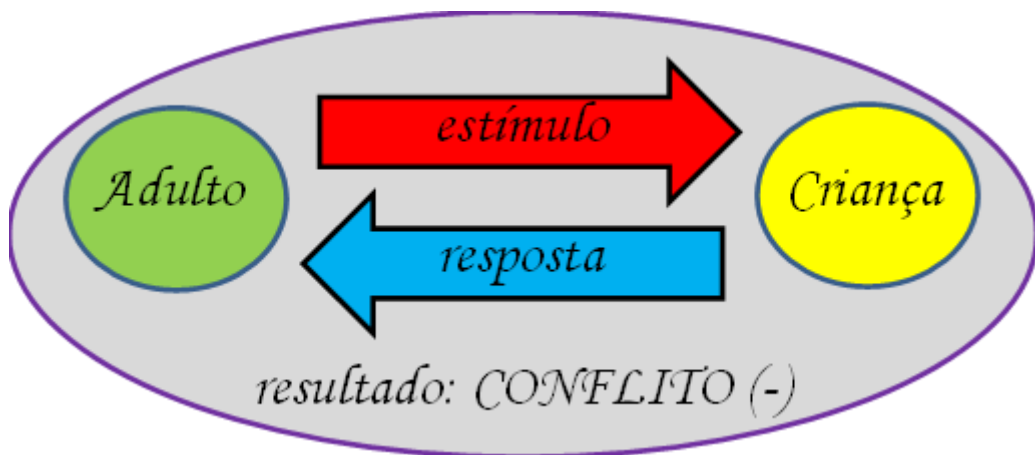 estímulo
Adulto
Criança
resposta
resultado: CONFLITO (-)